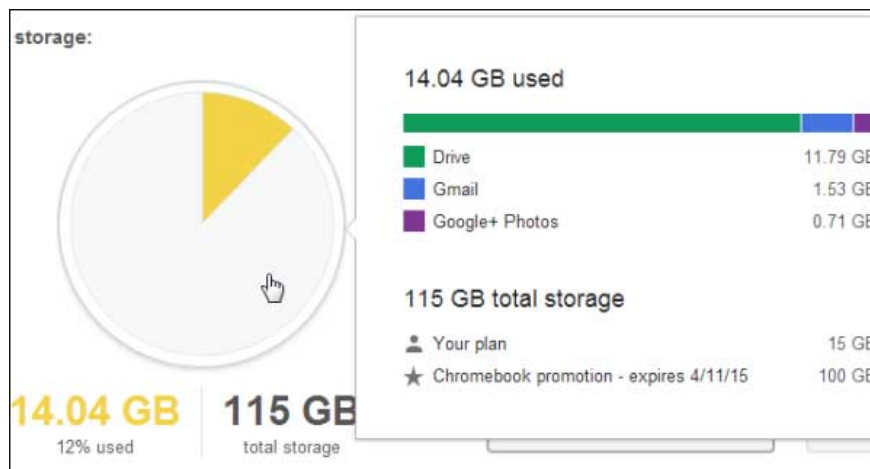 storage:
14.04 GB used
Drive 11.79 GB
Gmail 1.53 GB
Google+ Photos 0.71 GB
115 GB total storage
Your plan 15 GB
Chromebook promotion - expires 4/11/15 100 GB
14.04 GB 115 GB
12% used total storage